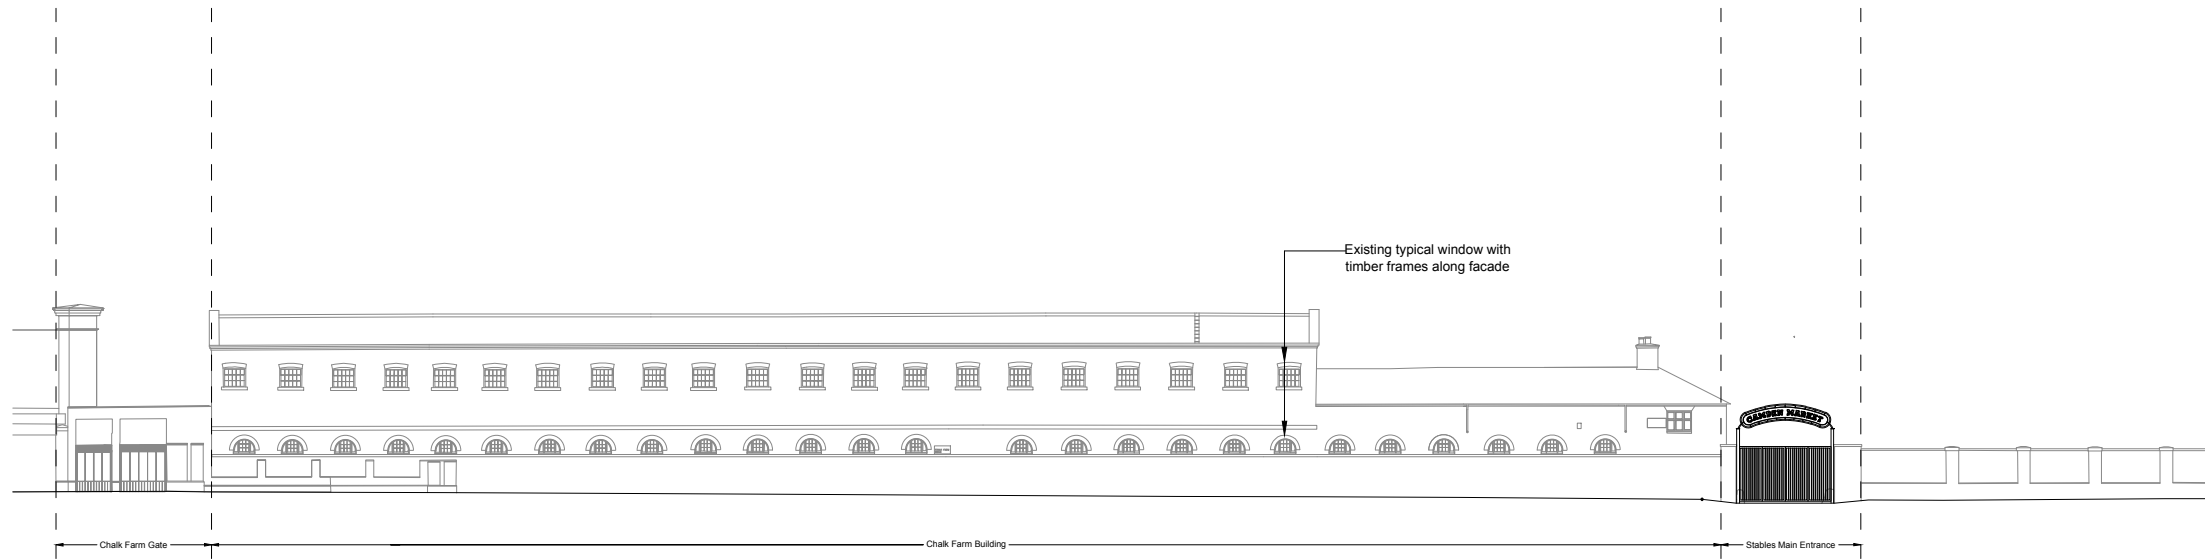 Existing typical window with
timber frames along facade
CAMDEN MARKET
Chalk Farm Gate
Chalk Farm Building
Stables Main Entrance